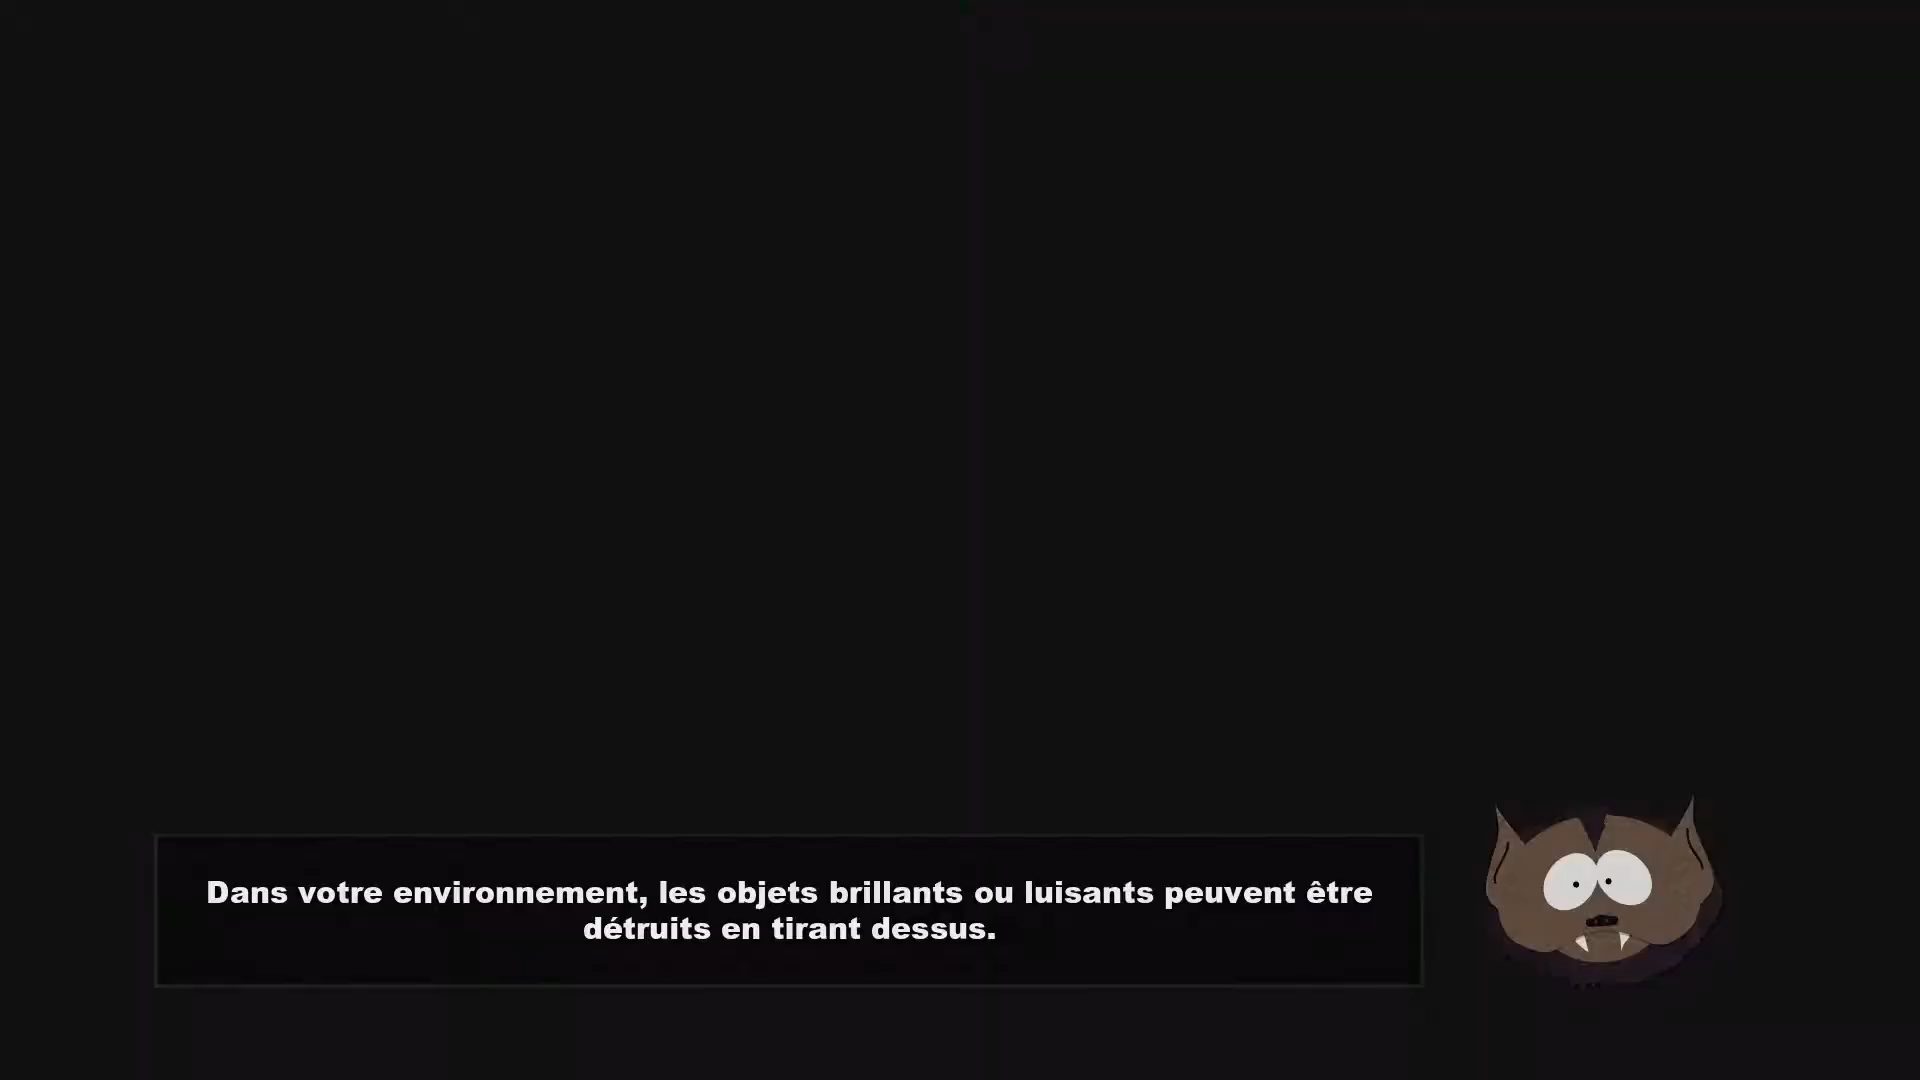 Dans votre environnement, les objets brillants ou luisants peuvent être
détruits en tirant dessus.